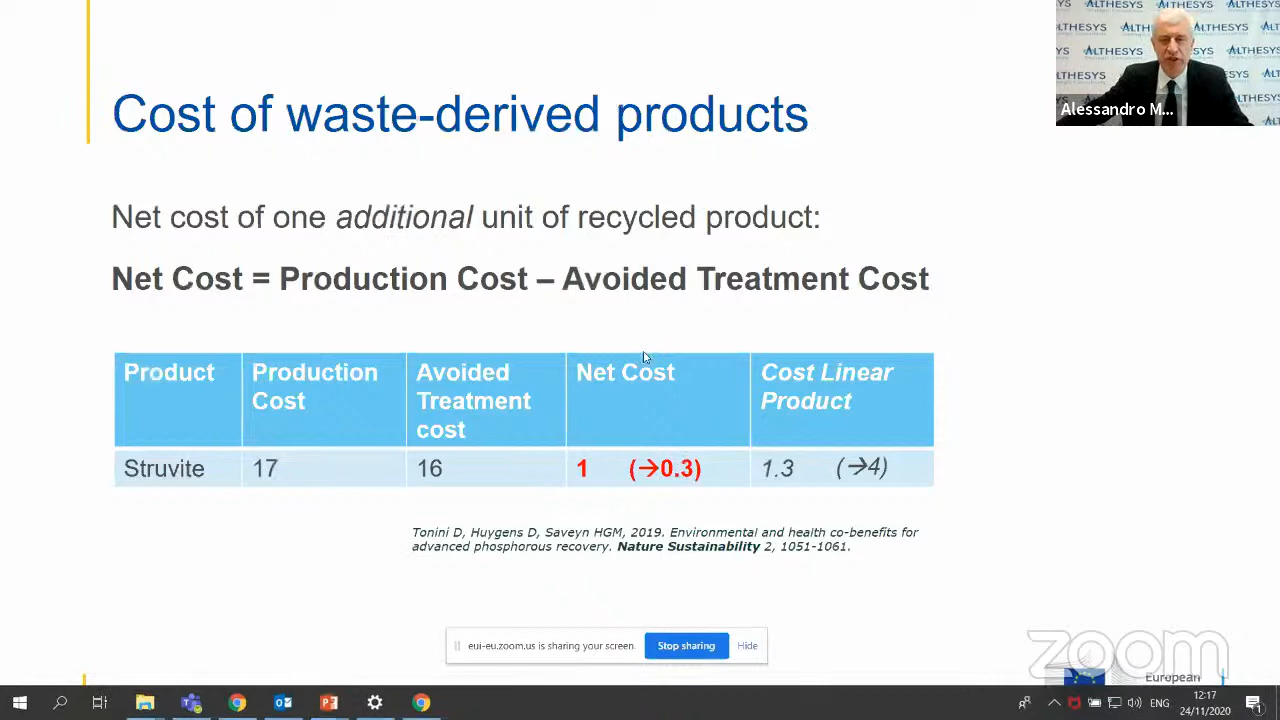 Cost of waste-derived products
Net cost of one additional unit of recycled product:
Net Cost = Production Cost – Avoided Treatment Cost
Product
Production
Cost
Avoided
Treatment
cost
Net Cost
Cost Linear
Product
Struvite
17
16
1 (→0.3)
1.3 (→4)
Tonini D, Huygens D, Saveyn HGM, 2019. Environmental and health co-benefits for
advanced phosphorous recovery. Nature Sustainability 2, 1051-1061.
eui-eu.zoom.us is sharing your screen.
Stop sharing
Hide
ALTHESYS
Alessandro M...
zoom
European
ENG
12:17
24/11/2020